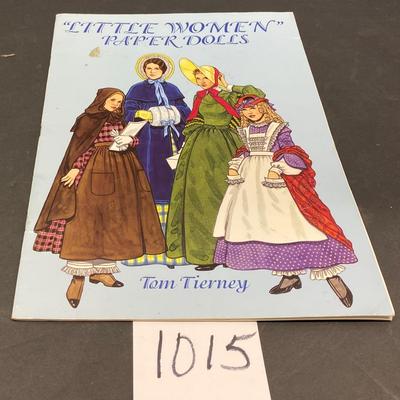 "LITTLE WOMEN"
PAPER DOLLS
Tom Tierney
1015